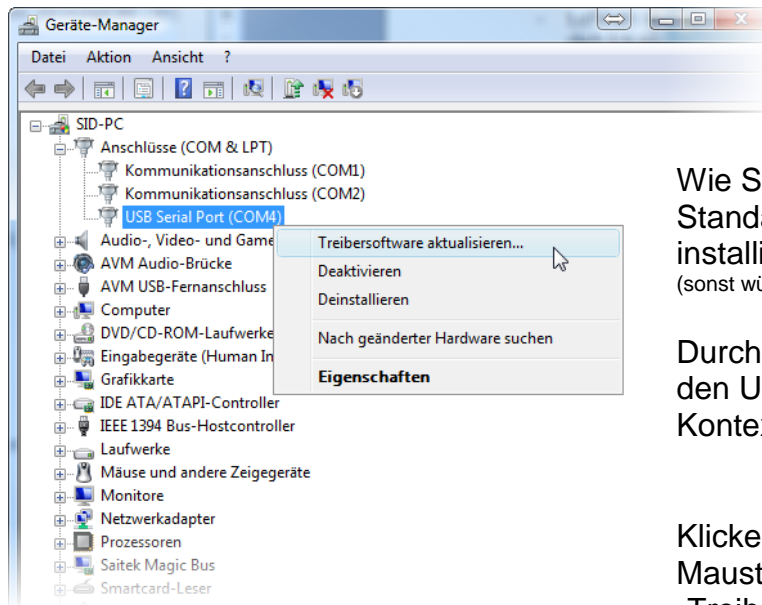 Geräte-Manager
Datei Aktion Ansicht ?
SID-PC
Anschlüsse (COM & LPT)
Kommunikationsanschluss (COM1)
Kommunikationsanschluss (COM2)
USB Serial Port (COM4)
Audio-, Video- und Game
AVM Audio-Brücke
AVM USB-Fernanschluss
Computer
DVD/CD-ROM-Laufwerke
Eingabegeräte (Human In
Grafikkarte
IDE ATA/ATAPI-Controller
IEEE 1394 Bus-Hostcontroller
Laufwerke
Mäuse und andere Zeigegeräte
Monitore
Netzwerkadapter
Prozessoren
Saitek Magic Bus
Smartcard-Leser
Treibersoftware aktualisieren...
Deaktivieren
Deinstallieren
Nach geänderter Hardware suchen
Eigenschaften
Wie S
Standa
install
(sonst wü
Durch
den U
Konte
Klicke
Maust